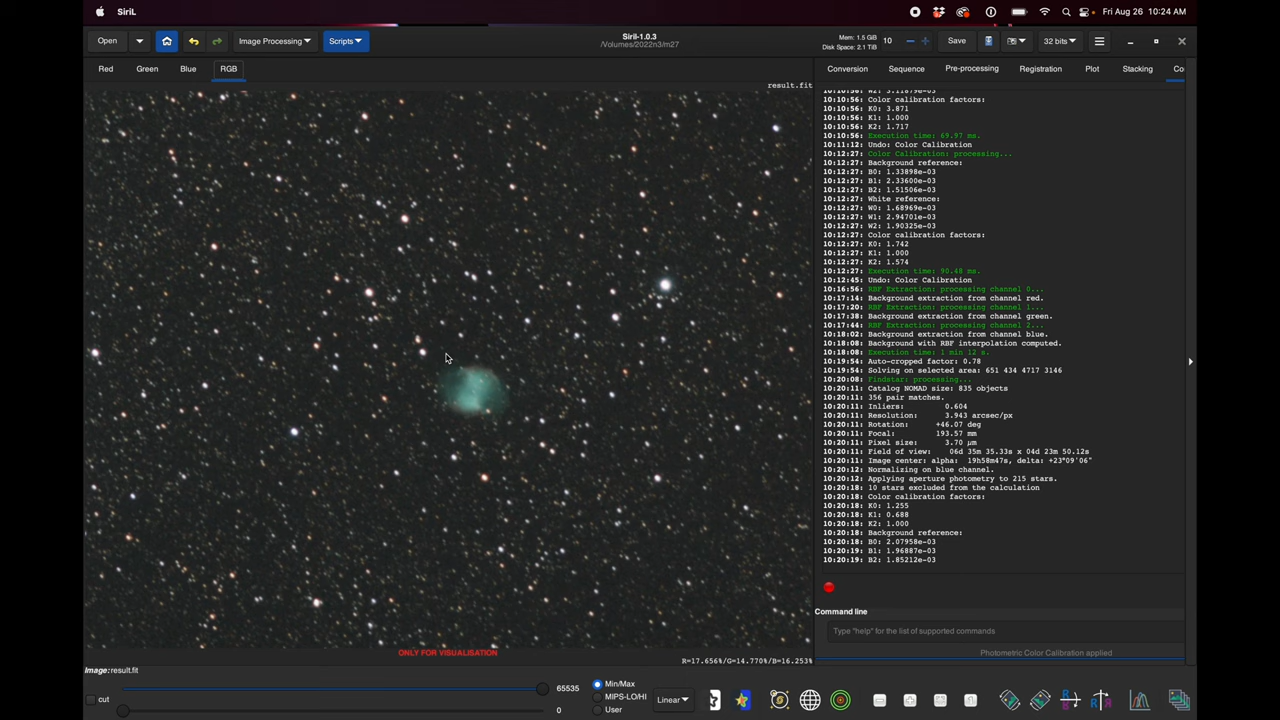 SiriL
Fri Aug 26 10:24 AM
Open
Image Processing
Scripts
Siril-1.0.3
/Volumes/2022n3/m27
Mem: 1.5 GiB
Disk Space: 2.1 TiB
10
Save
32 bits
Red
Green
Blue
RGB
Conversion
Sequence
Pre-processing
Registration
Plot
Stacking
Co
result.fit
10:10:56: W2: 3.11879e-03
10:10:56: Color calibration factors:
10:10:56: K0: 3.871
10:10:56: K1: 1.000
10:10:56: K2: 1.717
10:10:56: Execution time: 69.97 ms.
10:11:12: Undo: Color Calibration
10:12:27: Color Calibration: processing...
10:12:27: Background reference:
10:12:27: B0: 1.33898e-03
10:12:27: B1: 2.33600e-03
10:12:27: B2: 1.51506e-03
10:12:27: White reference:
10:12:27: W0: 1.68969e-03
10:12:27: W1: 2.94701e-03
10:12:27: W2: 1.90325e-03
10:12:27: Color calibration factors:
10:12:27: K0: 1.742
10:12:27: K1: 1.000
10:12:27: K2: 1.574
10:12:27: Execution time: 90.48 ms.
10:12:45: Undo: Color Calibration
10:16:56: RBF Extraction: processing channel 0...
10:17:14: Background extraction from channel red.
10:17:20: RBF Extraction: processing channel 1...
10:17:38: Background extraction from channel green.
10:17:44: RBF Extraction: processing channel 2...
10:18:02: Background extraction from channel blue.
10:18:08: Background with RBF interpolation computed.
10:18:08: Execution time: 1 min 12 s.
10:19:54: Auto-cropped factor: 0.78
10:19:54: Solving on selected area: 651 434 4717 3146
10:20:08: Findstar: processing...
10:20:11: Catalog NOMAD size: 835 objects
10:20:11: 356 pair matches.
10:20:11: Inliers: 0.604
10:20:11: Resolution: 3.943 arcsec/px
10:20:11: Rotation: +46.07 deg
10:20:11: Focal: 193.57 mm
10:20:11: Pixel size: 3.70 µm
10:20:11: Field of view: 06d 35m 35.33s x 04d 23m 50.12s
10:20:11: Image center: alpha: 19h58m47s, delta: +23°09'06"
10:20:12: Normalizing on blue channel.
10:20:12: Applying aperture photometry to 215 stars.
10:20:18: 10 stars excluded from the calculation
10:20:18: Color calibration factors:
10:20:18: K0: 1.255
10:20:18: K1: 0.688
10:20:18: K2: 1.000
10:20:18: Background reference:
10:20:18: B0: 2.07958e-03
10:20:19: B1: 1.96887e-03
10:20:19: B2: 1.85212e-03
Command line
Type "help" for the list of supported commands
Photometric Color Calibration applied
ONLY FOR VISUALISATION
R=17.656%/G=14.770%/B=16.253%
Image:result.fit
cut
65535
0
Min/Max
MIPS-LO/HI
User
Linear